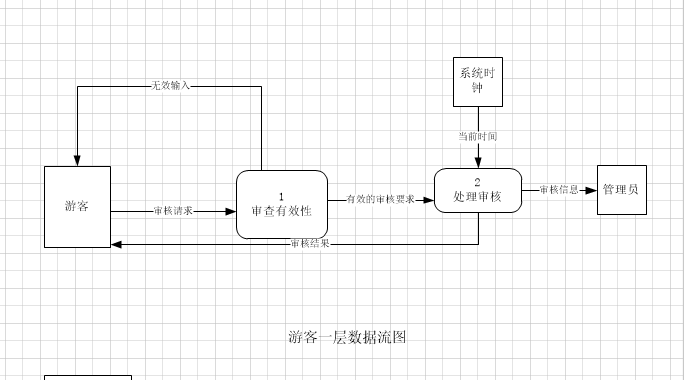 系统时
钟
无效输入
当前时间
游客
审核请求
1
审查有效性
有效的审核要求
2
处理审核
审核信息
管理员
审核结果
游客一层数据流图